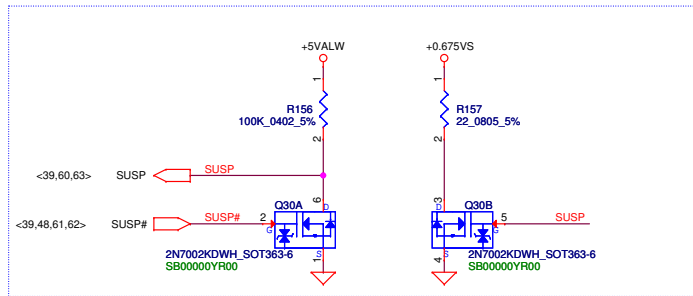 +5VALW
+0.675VS
1
1
R156
100K_0402_5%
R157
22_0805_5%
2
2
<39,60,63> SUSP SUSP
6
3
D Q30A
D Q30B
<39,48,61,62> SUSP# SUSP# 2
5 SUSP
G
G
S
S
1
4
2N7002KDWH_SOT363-6
SB00000YR00
2N7002KDWH_SOT363-6
SB00000YR00